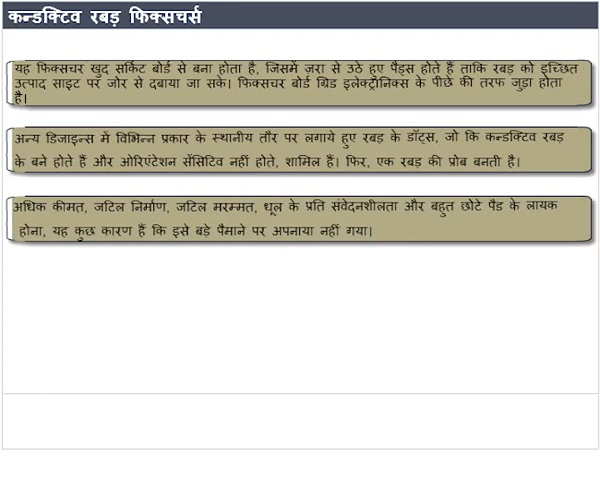 कन्डक्टिव रबड़ फिक्सचर्स
यह फिक्सचर खुद सर्किट बोर्ड से बना होता है, जिसमें ज़रा से उठे हुए पैड्स होते हैं ताकि रबड़ को इच्छित
उत्पाद साइट पर जोर से दबाया जा सके। फिक्सचर बोर्ड ग्रिड इलेक्ट्रौनिक्स के पीछे की तरफ जुड़ा होता
है।
अन्य डिजाइन्स में विभिन्न प्रकार के स्थानीय तौर पर लगाये हुए रबड़ के डॉट्स, जो कि कन्डक्टिव रबड़
के बने होते हैं और ओरिएंटेशन सेंसिटिव नहीं होते, शामिल हैं। फिर, एक रबड़ की प्रोब बनती है।
अधिक कीमत, जटिल निर्माण, जटिल मरम्मत, धूल के प्रति संवेदनशीलता और बहुत छोटे पैड के लायक
होना, यह कुछ कारण हैं कि इसे बड़े पैमाने पर अपनाया नहीं गया।